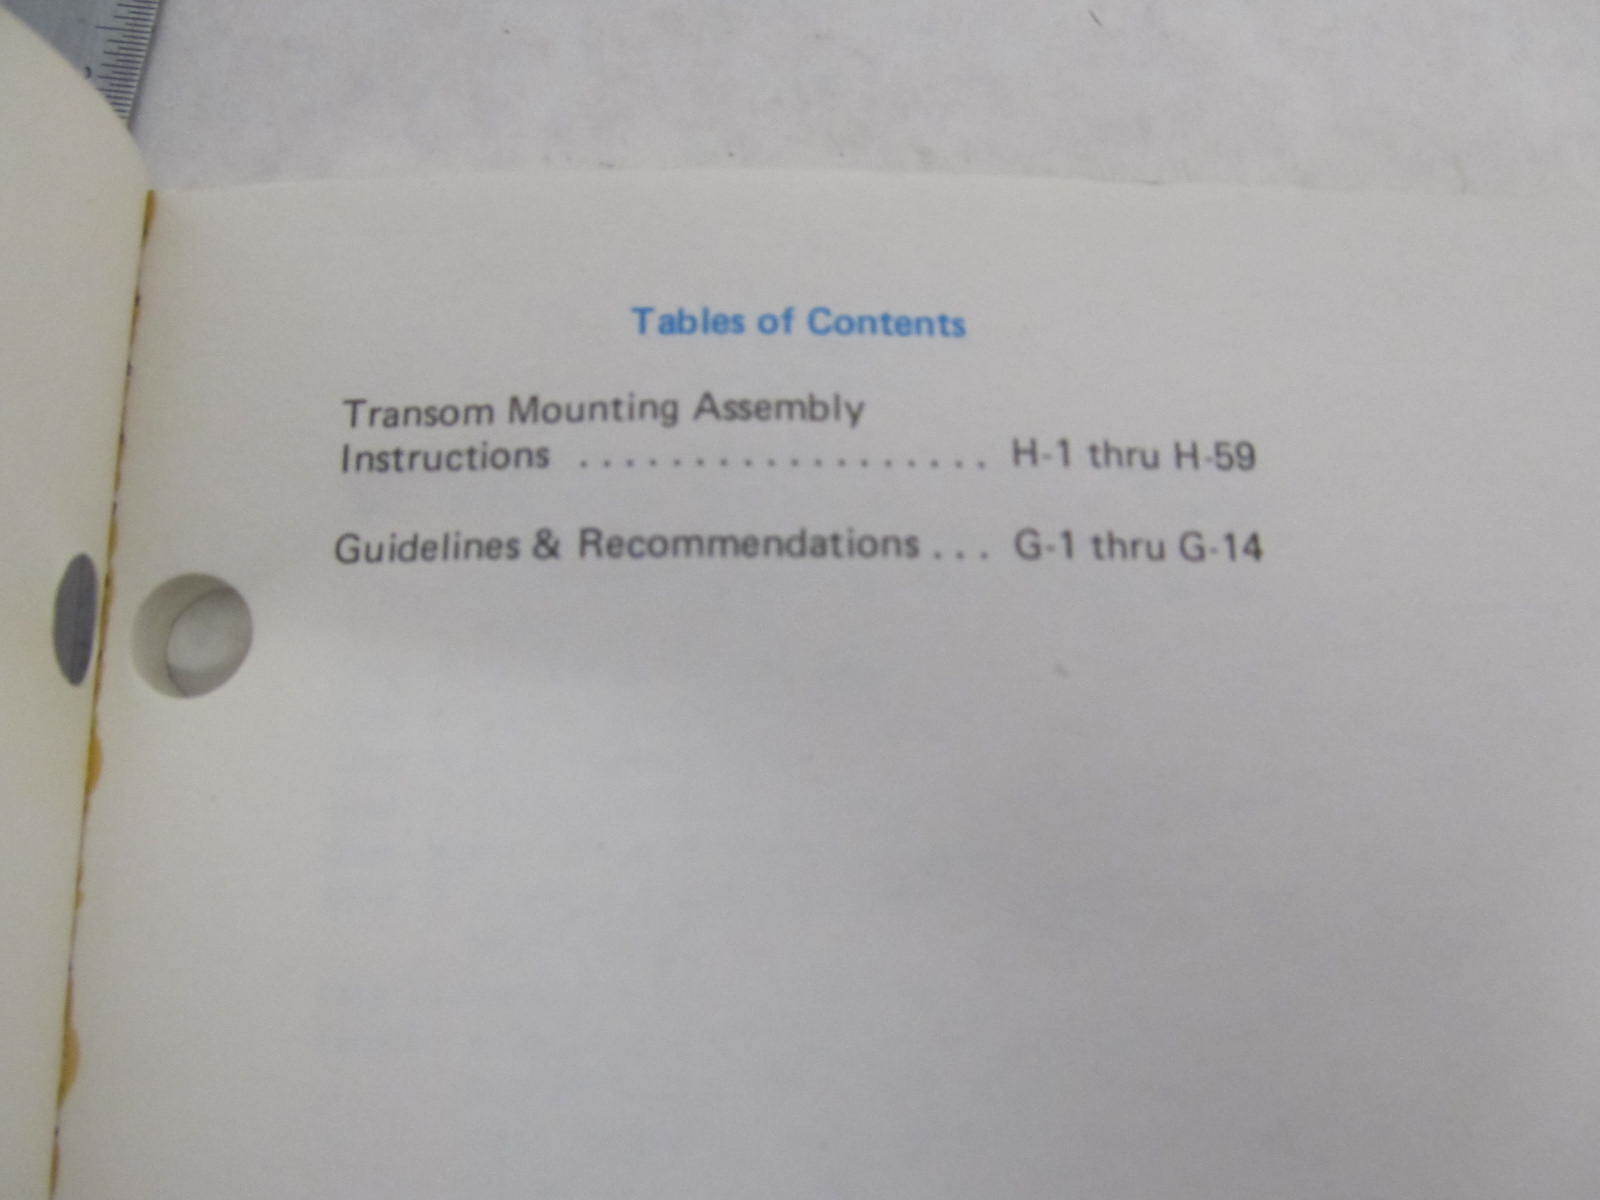 Tables of Contents
Transom Mounting Assembly
Instructions ................... H-1 thru H-59
Guidelines & Recommendations ... G-1 thru G-14